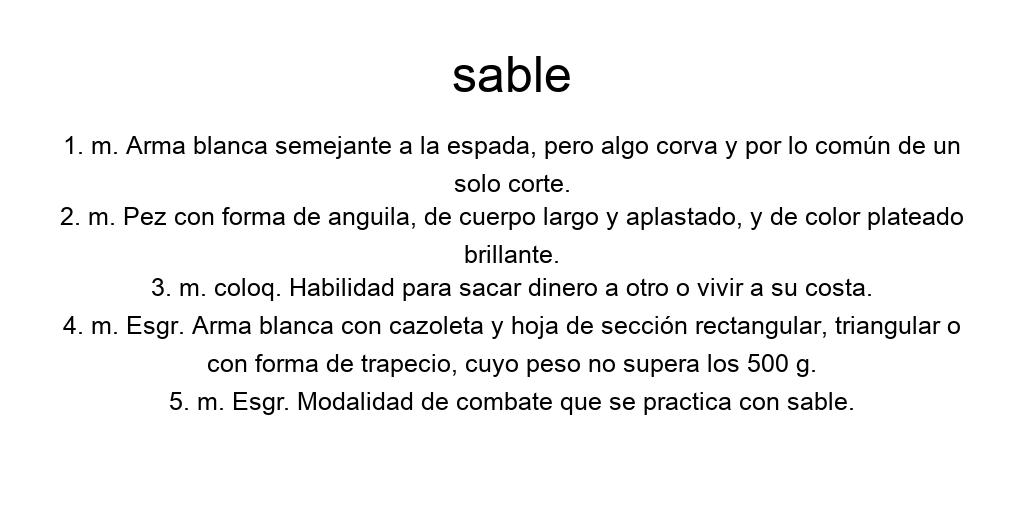 sable
1. m. Arma blanca semejante a la espada, pero algo corva y por lo común de un
solo corte.
2. m. Pez con forma de anguila, de cuerpo largo y aplastado, y de color plateado
brillante.
3. m. coloq. Habilidad para sacar dinero a otro o vivir a su costa.
4. m. Esgr. Arma blanca con cazoleta y hoja de sección rectangular, triangular o
con forma de trapecio, cuyo peso no supera los 500 g.
5. m. Esgr. Modalidad de combate que se practica con sable.